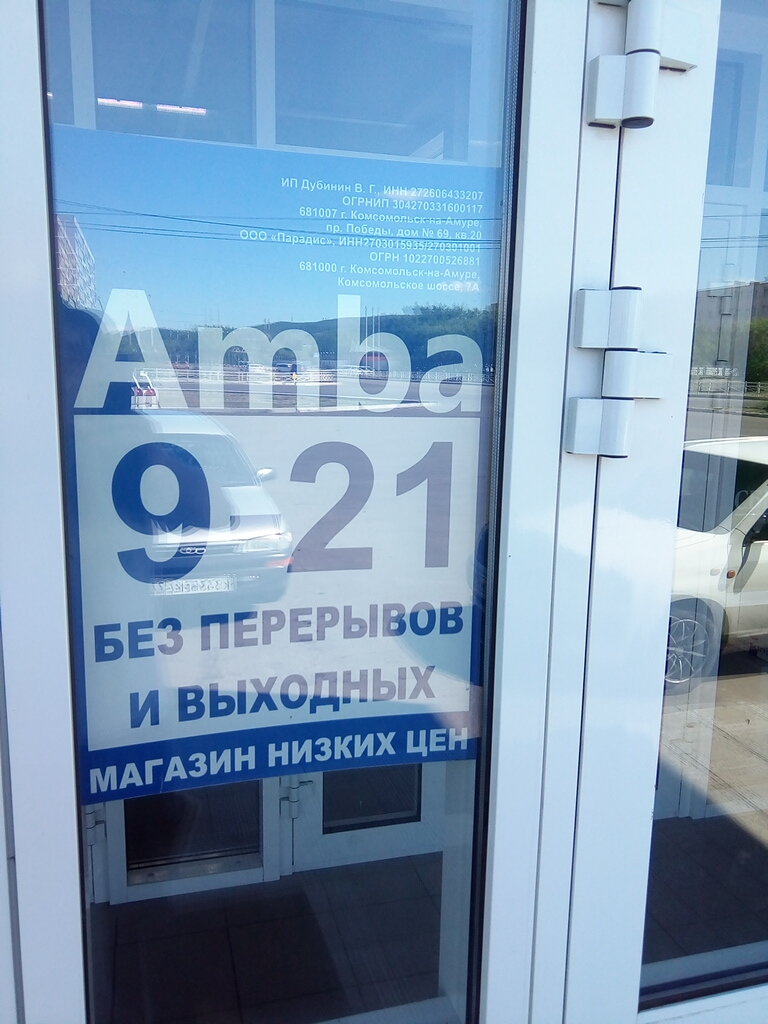 ИП Дубинин В. Г., ИНН 272606433207
ОГРНИП 304270331600117
681007 г. Комсомольск-на-Амуре,
пр. Победы, дом № 69, кв.20
ООО «Парадис», ИНН2703015935/270301001
ОГРН 1022700526881
681000 г. Комсомольск-на-Амуре,
Комсомольское шоссе, 7А
Amba
9 21
БЕЗ ПЕРЕРЫВОВ
И ВЫХОДНЫХ
МАГАЗИН НИЗКИХ ЦЕН